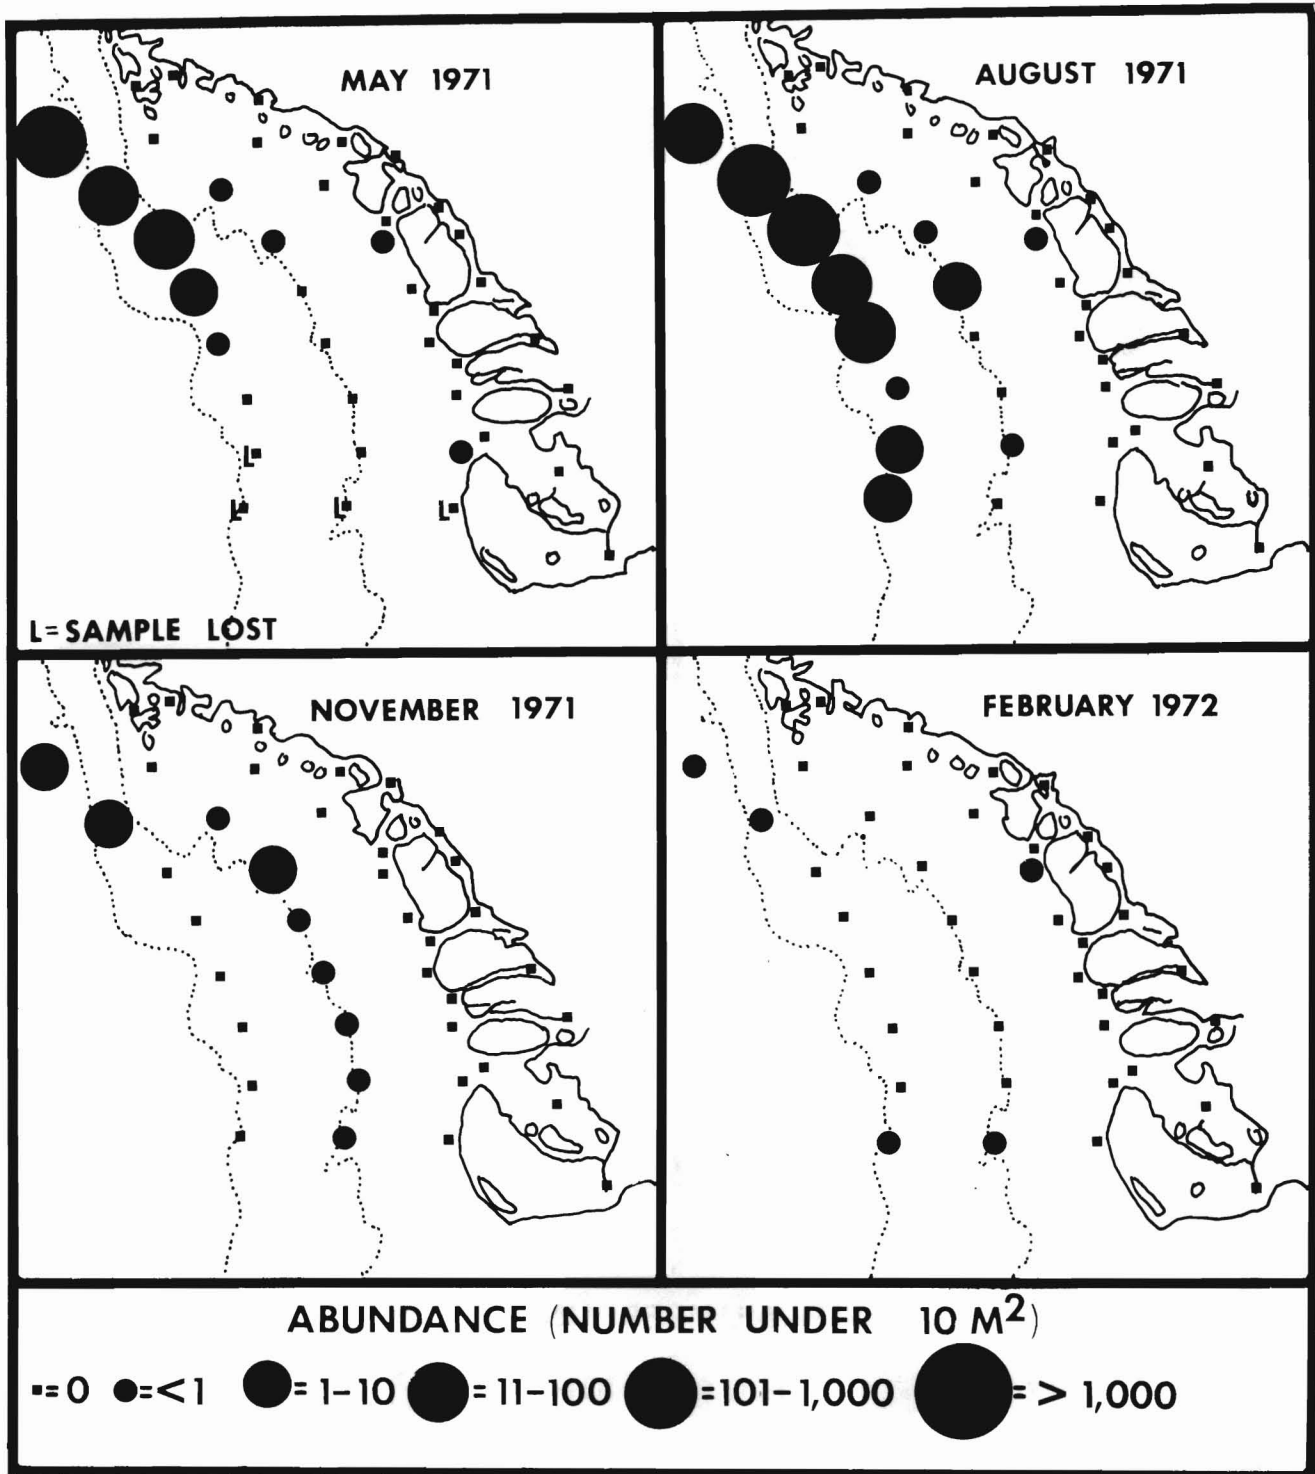 MAY 1971
AUGUST 1971
L
L
L
L
L=SAMPLE LOST
NOVEMBER 1971
FEBRUARY 1972
ABUNDANCE (NUMBER UNDER 10 M²)
=0 =<1 =1-10 =11-100 =101-1,000 => 1,000